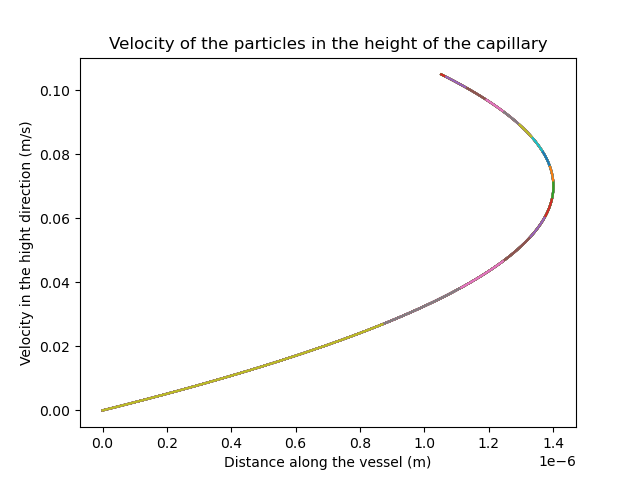 Velocity of the particles in the height of the capillary
Velocity in the hight direction (m/s)
0.10
0.08
0.06
0.04
0.02
0.00
0.0 0.2 0.4 0.6 0.8 1.0 1.2 1.4
1e−6
Distance along the vessel (m)